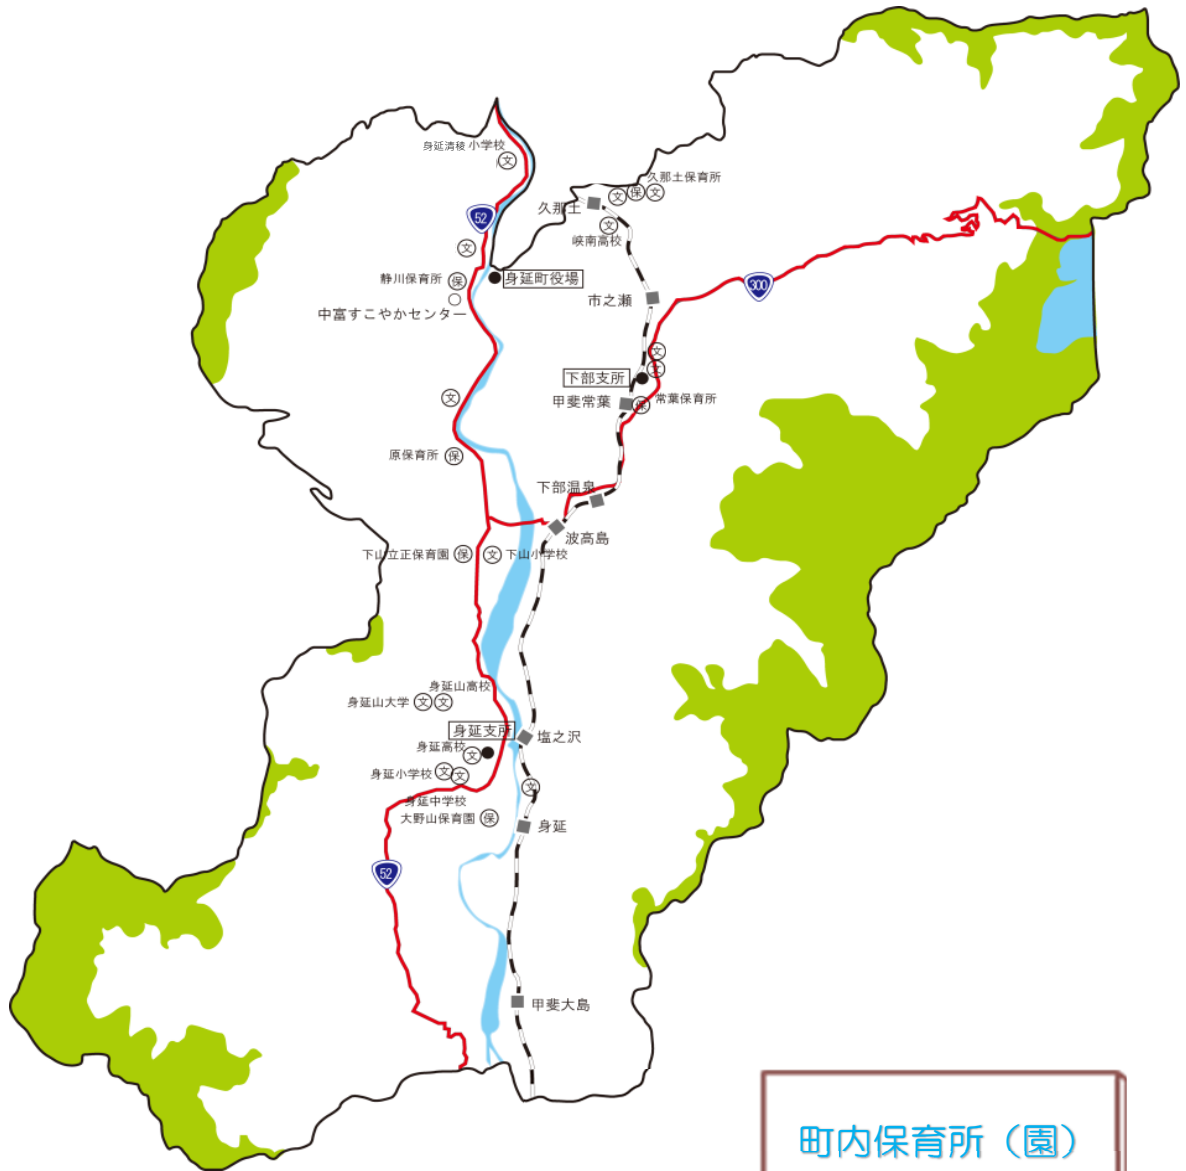 身延清稜 小学校
文
久那土保育所
文 保 文
久那土
52
文
峡南高校
文
静川保育所 保
身延町役場
300
市之瀬
中富すこやかセンター
文
文
下部支所
文
甲斐常葉
保 常葉保育所
原保育所 保
下部温泉
波高島
下山立正保育園 保
文 下山小学校
身延山高校
身延山大学 文 文
身延支所
塩之沢
身延高校 文
身延小学校 文 文
文
身延中学校
大野山保育園 保
身延
52
甲斐大島
町内保育所（園）